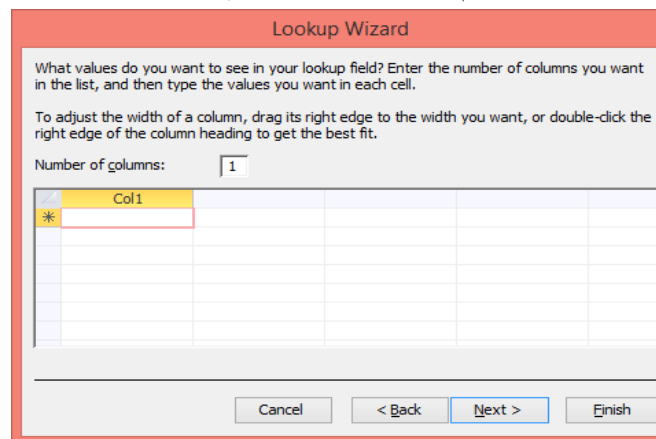 Lookup Wizard
What values do you want to see in your lookup field? Enter the number of columns you want
in the list, and then type the values you want in each cell.
To adjust the width of a column, drag its right edge to the width you want, or double-click the
right edge of the column heading to get the best fit.
Number of columns: 1
Col1
Cancel < Back Next > Finish